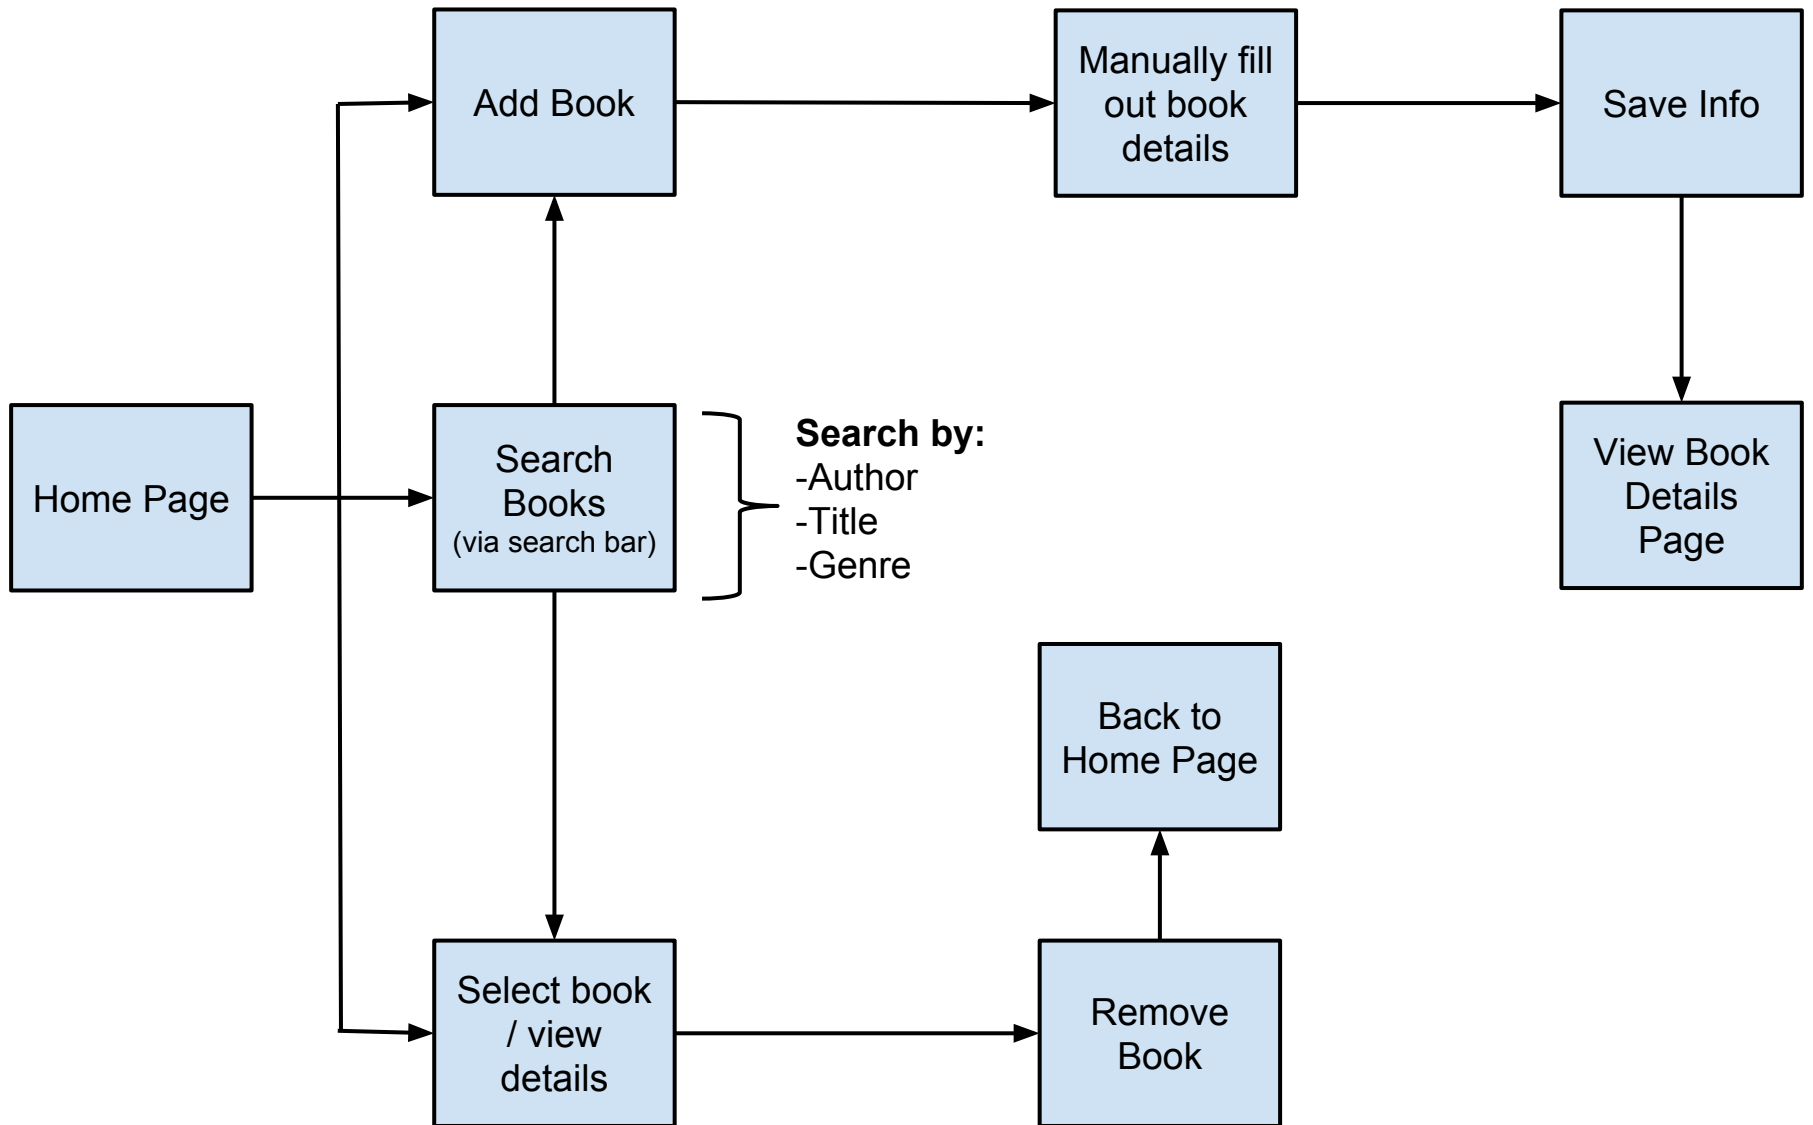 Add Book
Manually fill
out book
details
Save Info
Home Page
Search
Books
(via search bar)
Search by:
-Author
-Title
-Genre
View Book
Details
Page
Back to
Home Page
Select book
/ view
details
Remove
Book